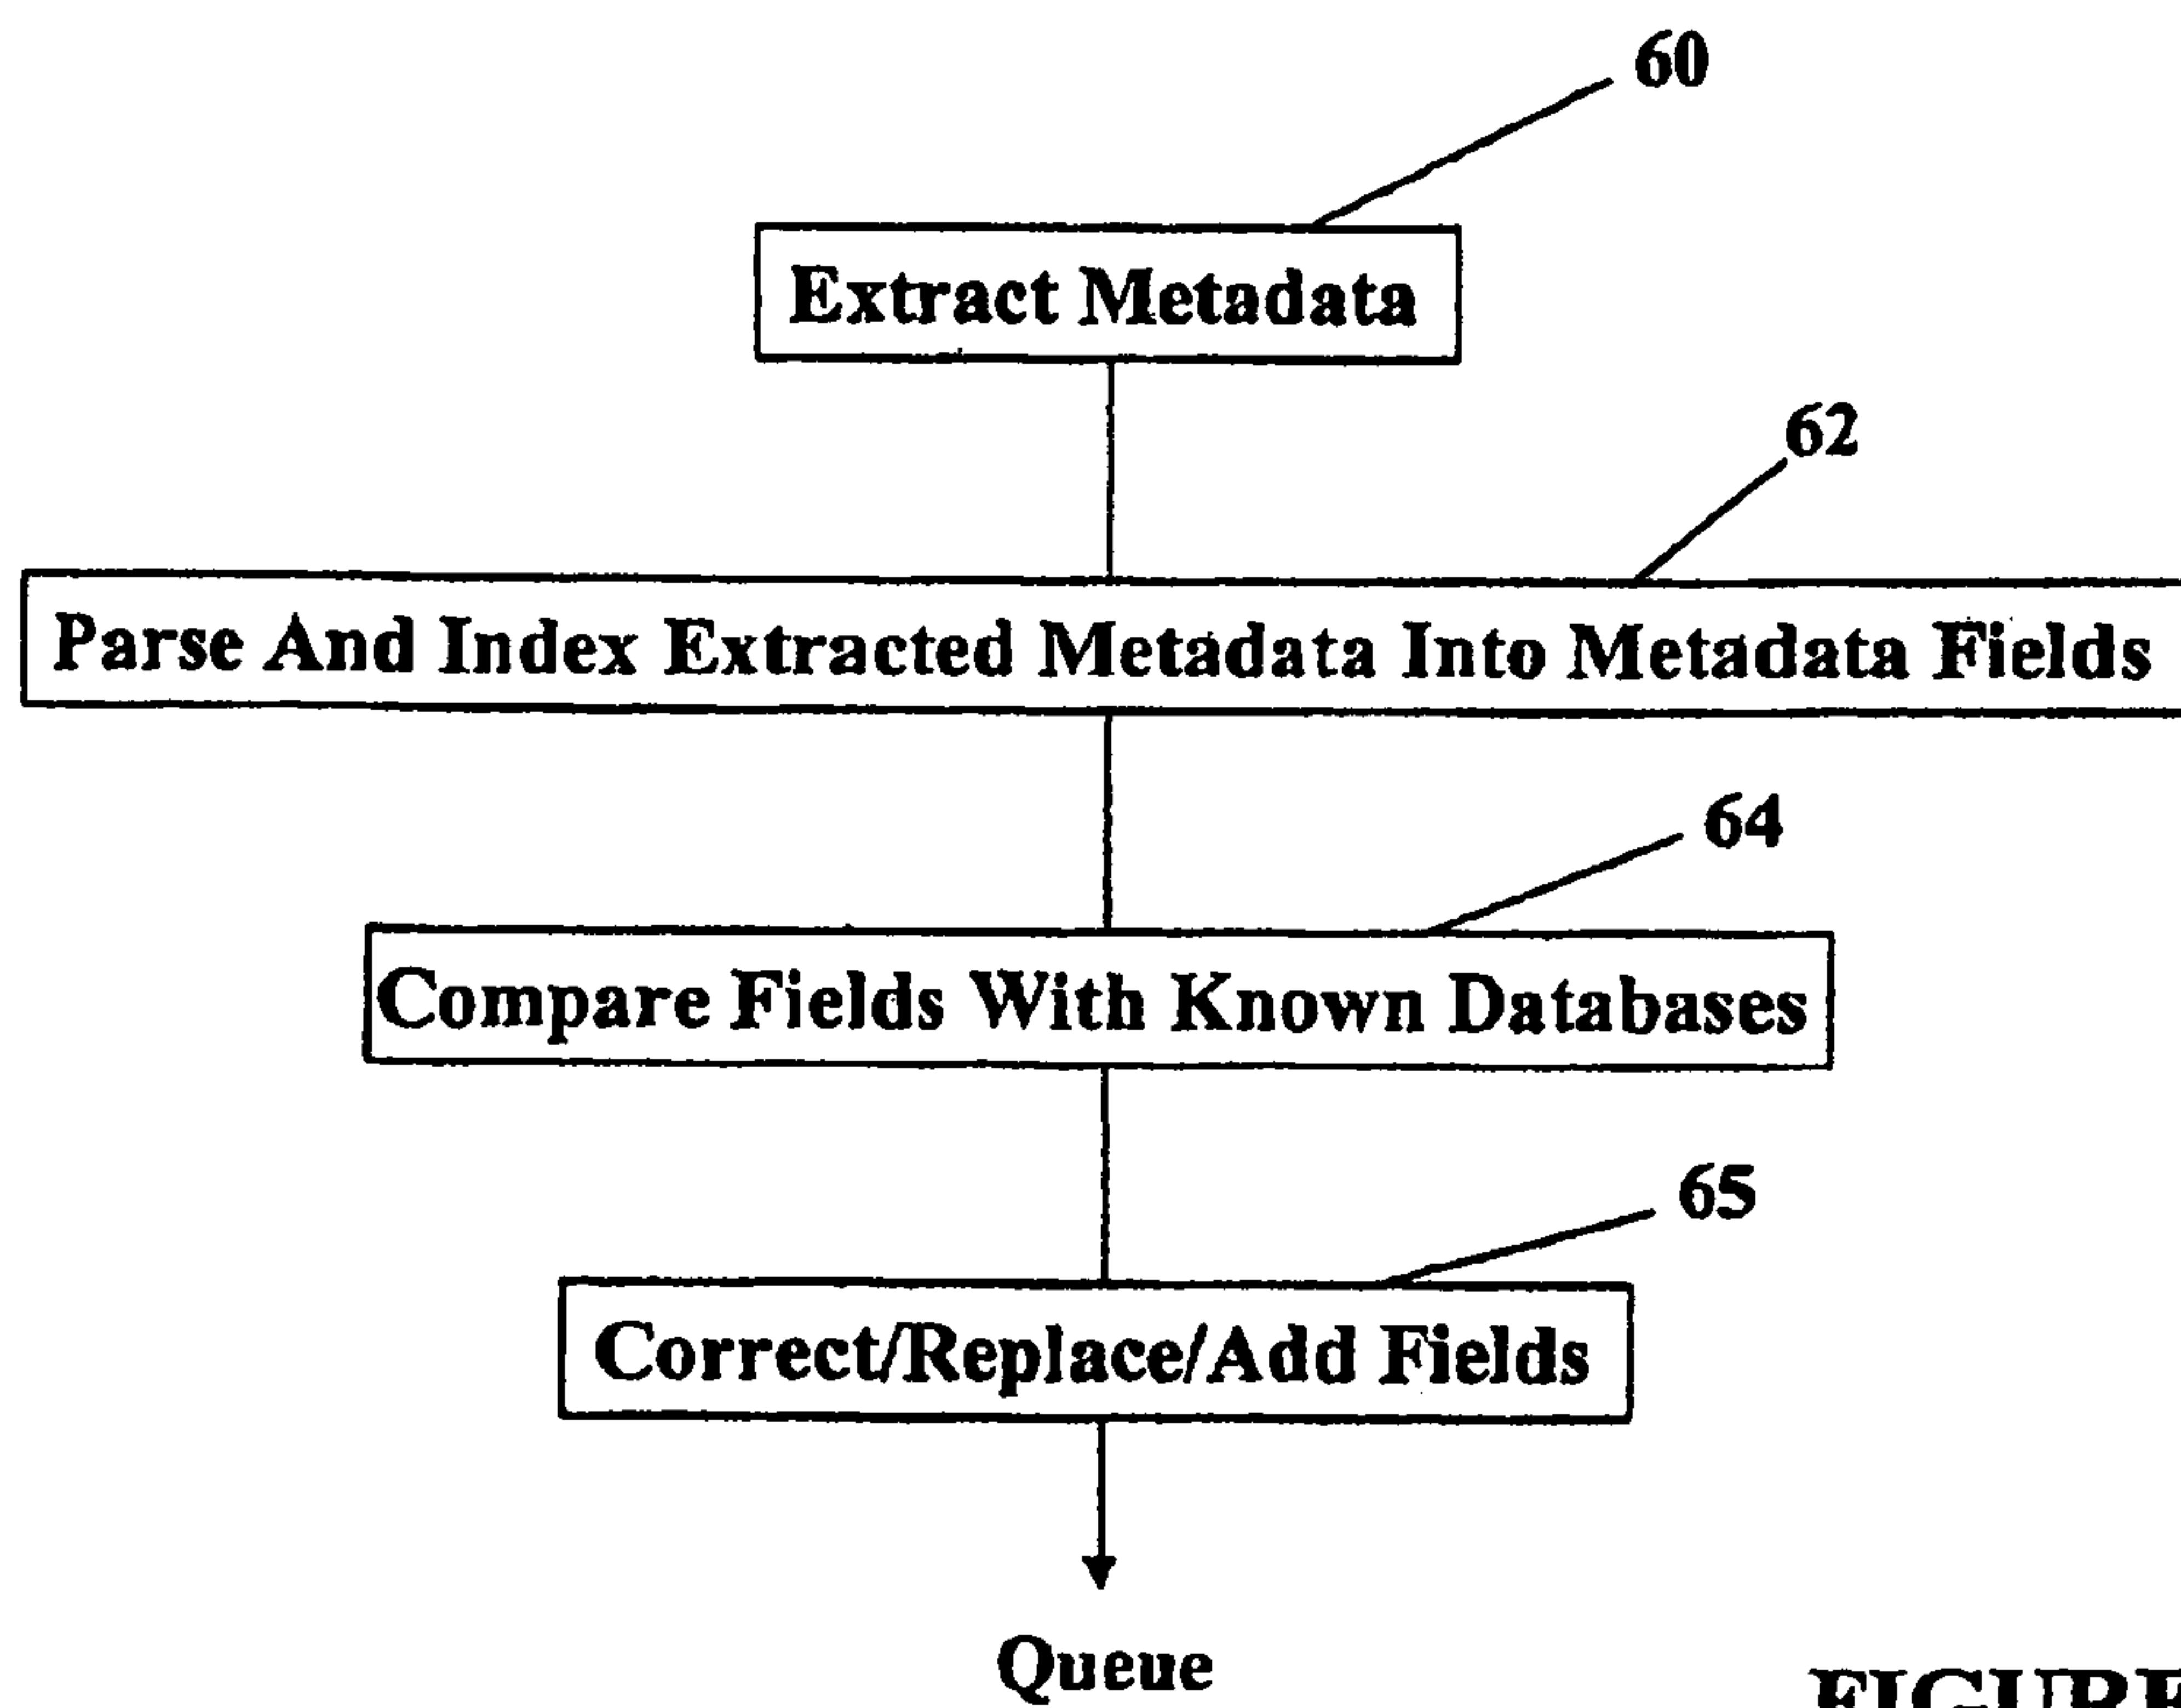 60
Extract Metadata
62
Parse And Index Extracted Metadata Into Metadata Fields
64
Compare Fields With Known Databases
65
Correct/Replace/Add Fields
Queue
FIGURE